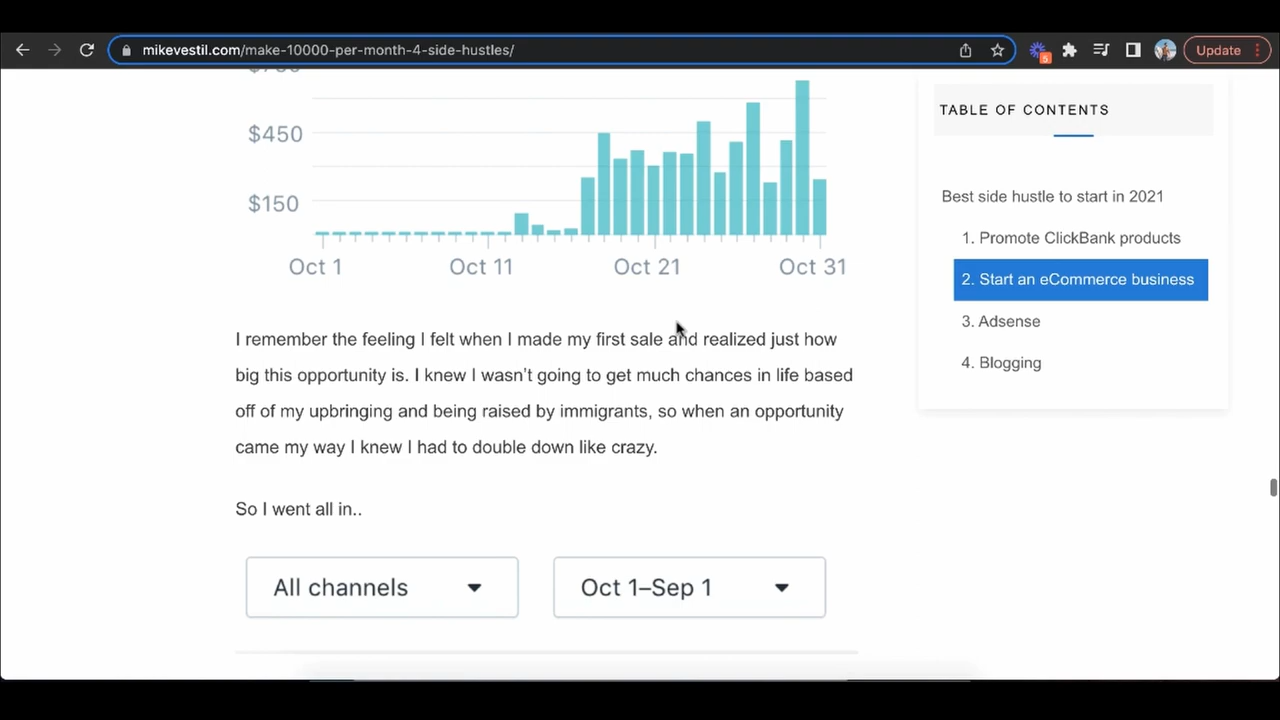 mikevestil.com/make-10000-per-month-4-side-hustles/
5
Update
$450
$150
Oct 1 Oct 11 Oct 21 Oct 31
I remember the feeling I felt when I made my first sale and realized just how
big this opportunity is. I knew I wasn't going to get much chances in life based
off of my upbringing and being raised by immigrants, so when an opportunity
came my way I knew I had to double down like crazy.
So I went all in..
All channels
Oct 1–Sep 1
TABLE OF CONTENTS
Best side hustle to start in 2021
1. Promote ClickBank products
2. Start an eCommerce business
3. Adsense
4. Blogging